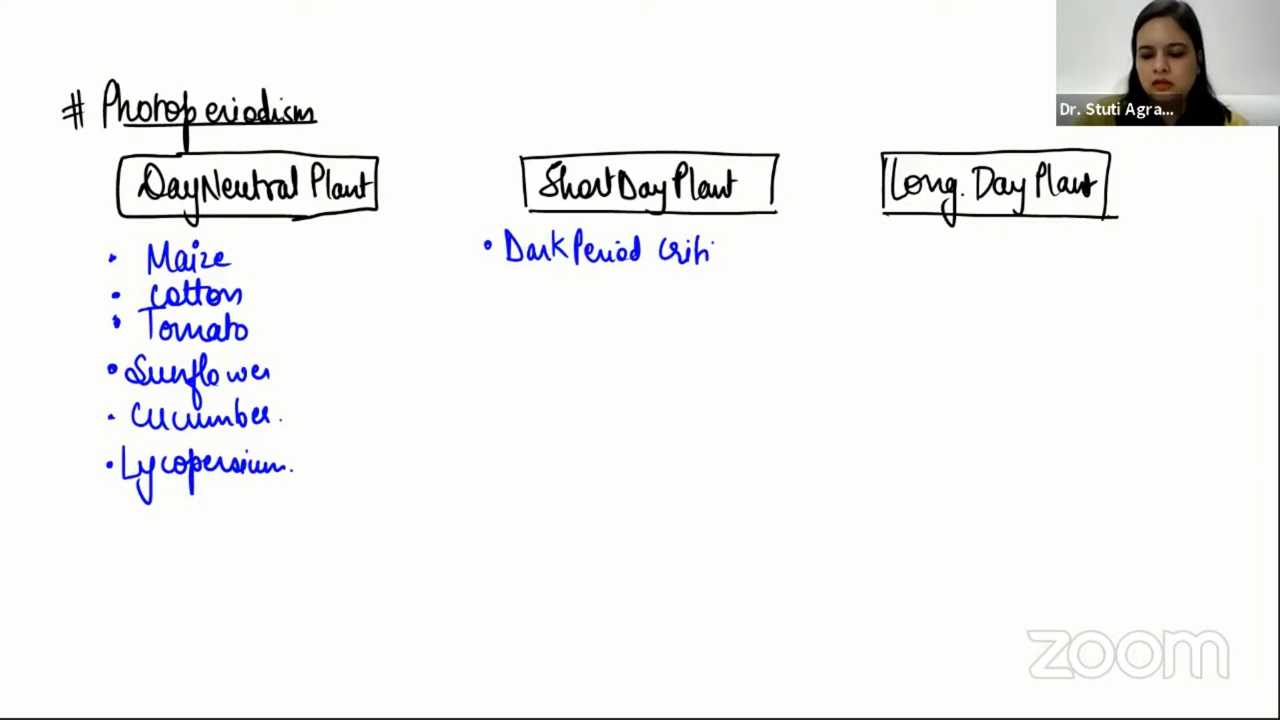 Dr. Stuti Agra...
# Photoperiodism
Day Neutral Plant
Short Day Plant
Long. Day Plant
• Maize
• Cotton
• Tomato
• Sunflower
• Cucumber.
• Lycopersium.
• Dark Period Criti
zoom